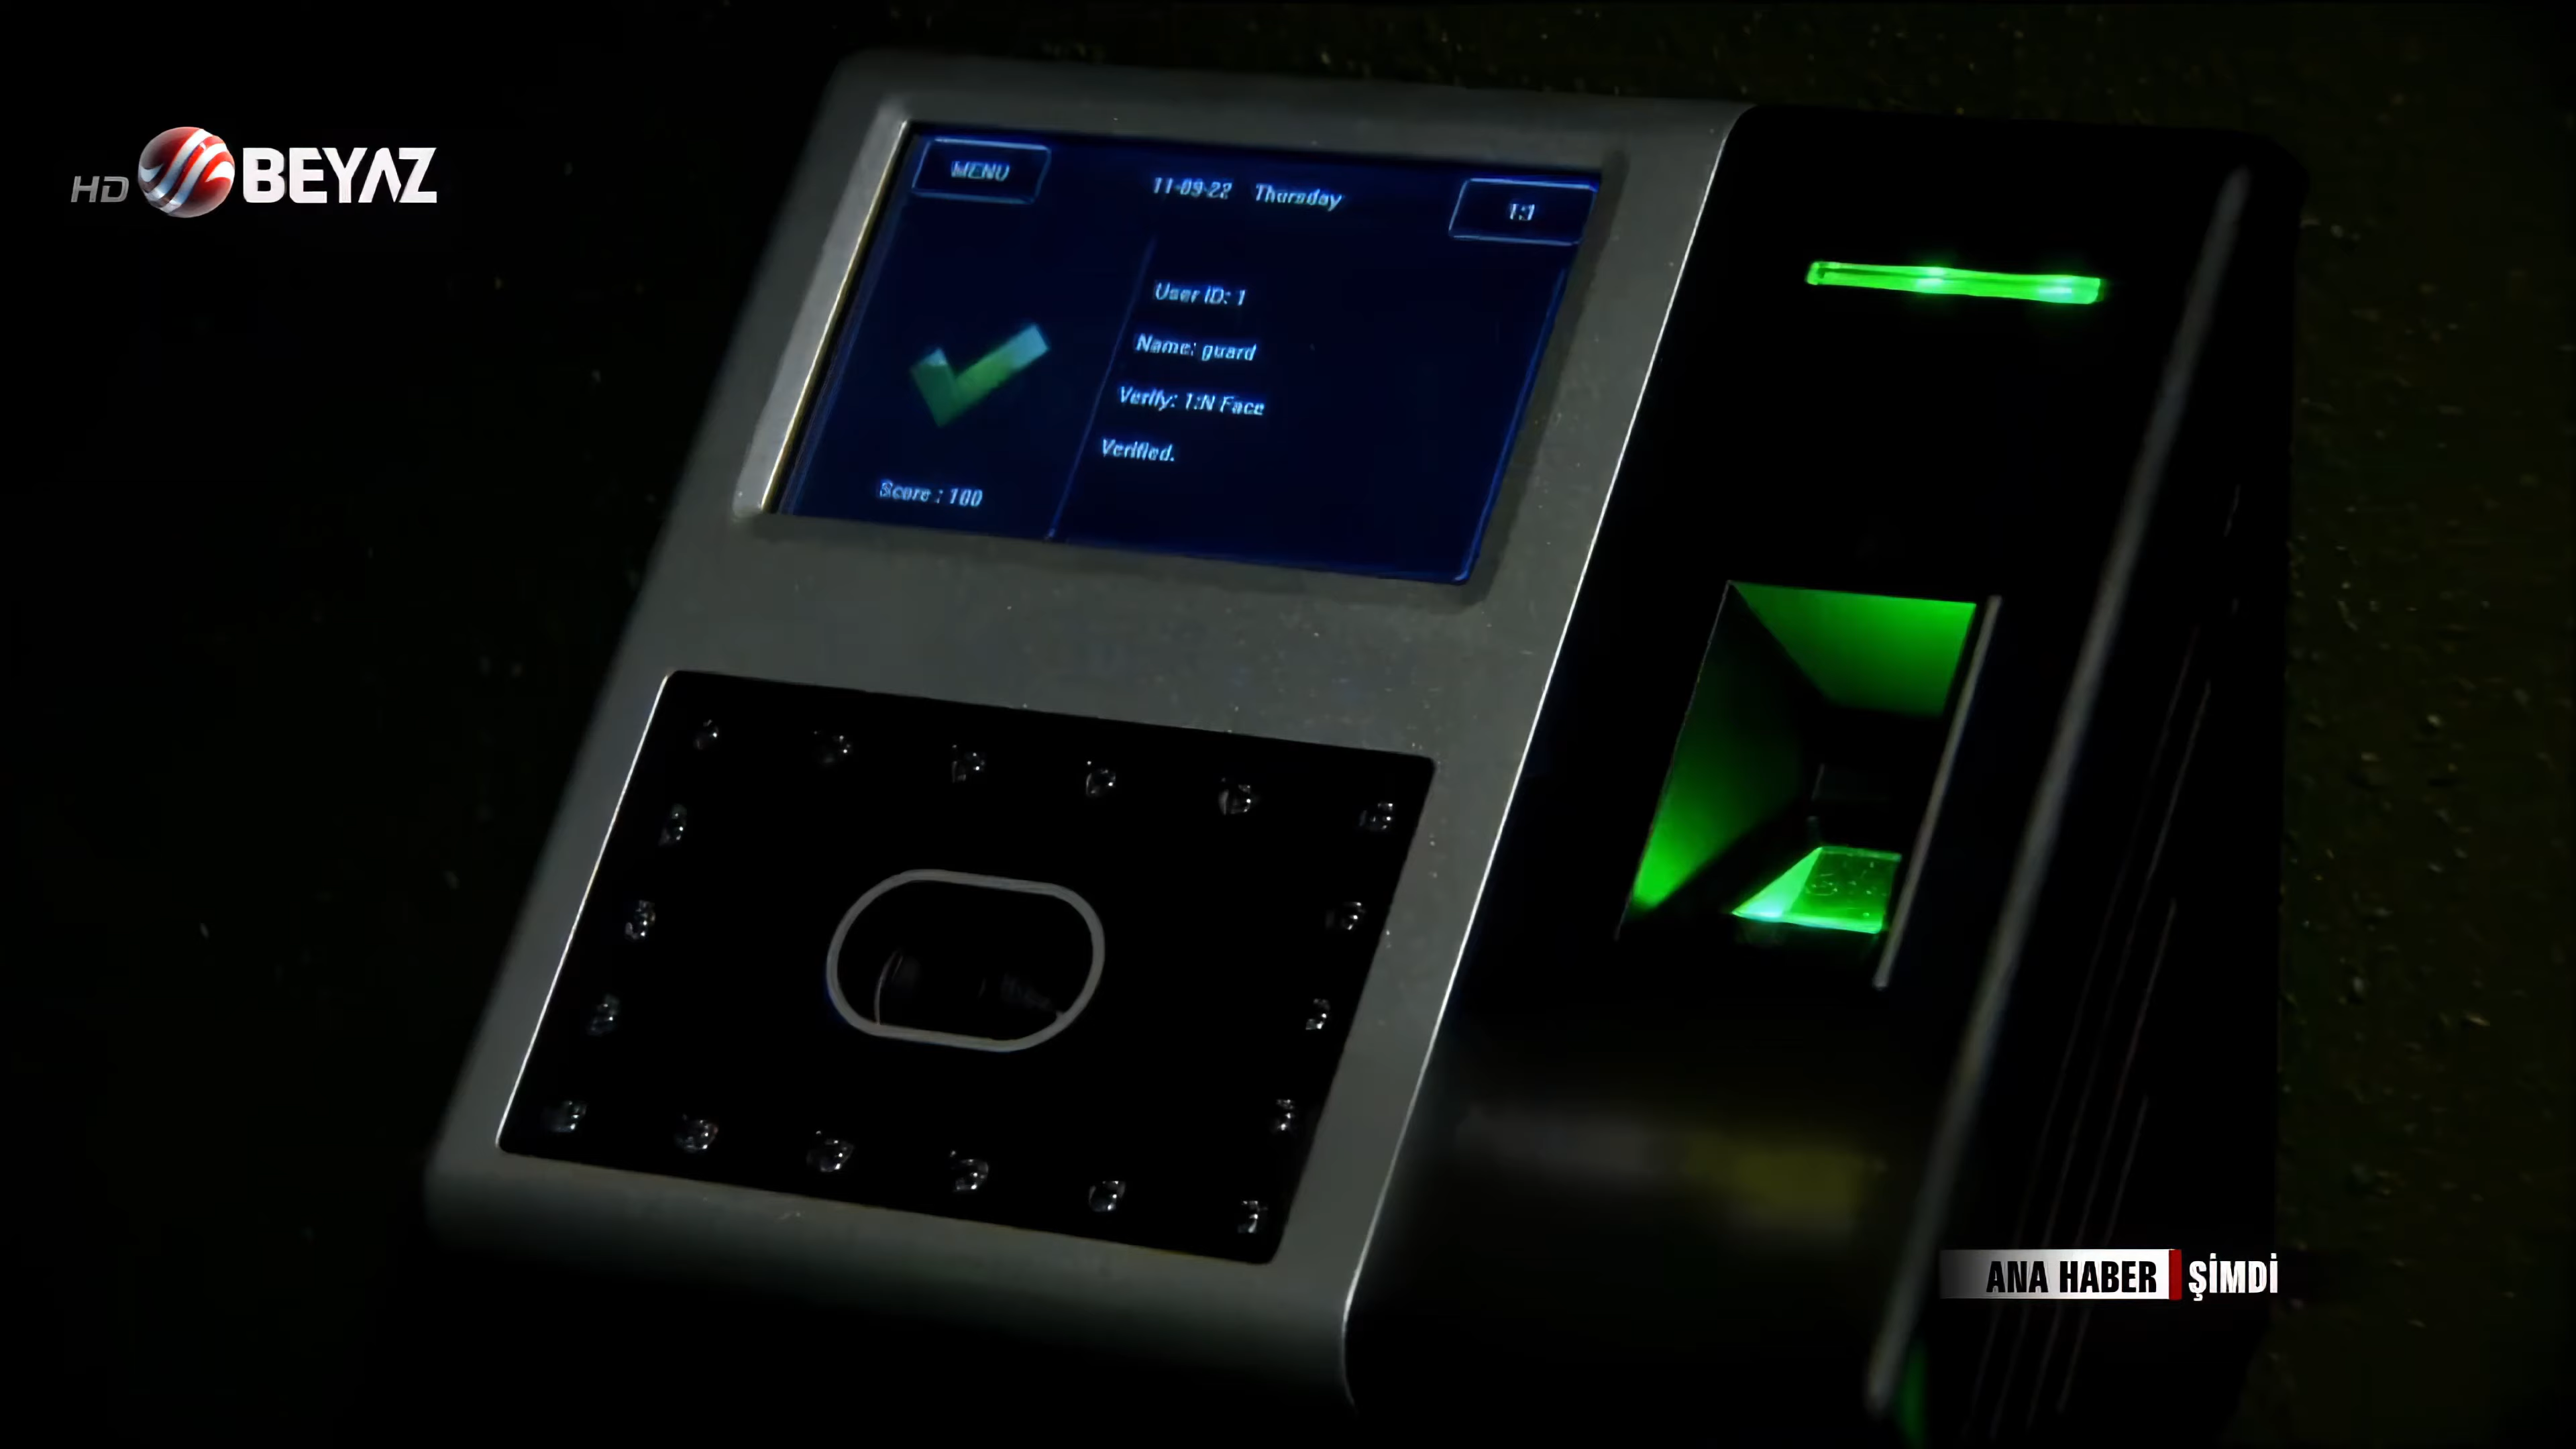 HD BEYAZ
MENU
11-09-22 Thursday
1:1
User ID: 1
Name: guard
Verify: 1:N Face
Verified.
Score : 100
ANA HABER ŞİMDİ